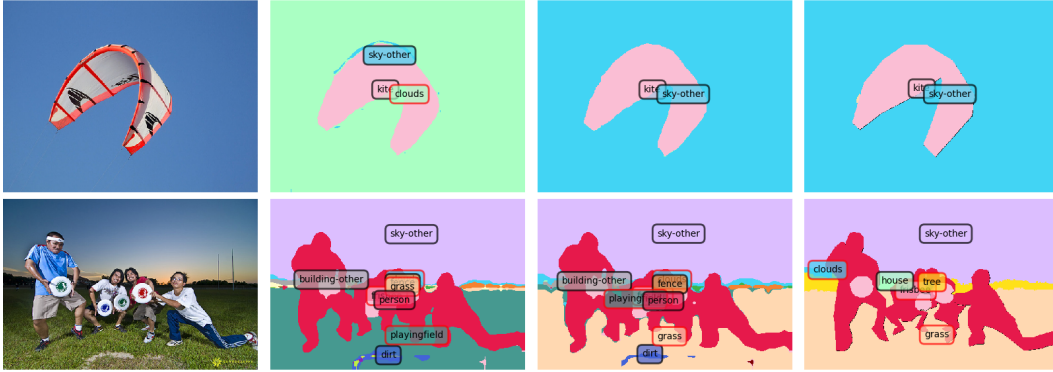 sky-other
kite
clouds
kite
sky-other
kite
sky-other
sky-other
building-other
grass
person
playingfield
dirt
sky-other
building-other
fence
person
grass
dirt
sky-other
clouds
house
tree
grass